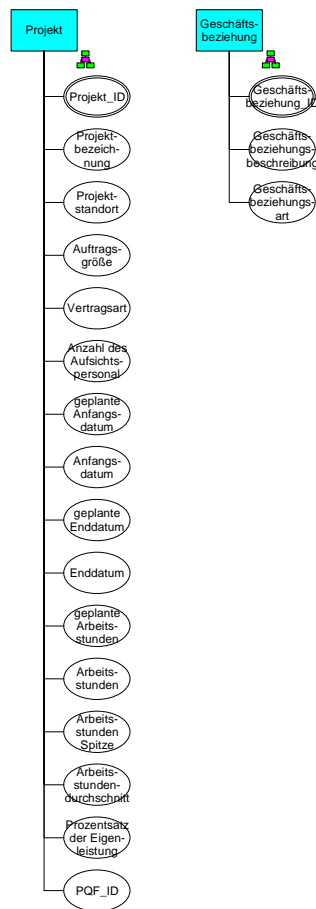 Projekt
Projekt_ID
Projekt-
bezeich-
nung
Projekt-
standort
Auftrags-
größe
Vertragsart
Anzahl des
Aufsichts-
personal
geplante
Anfangs-
datum
Anfangs-
datum
geplante
Enddatum
Enddatum
geplante
Arbeits-
stunden
Arbeits-
stunden
Arbeits-
stunden
Spitze
Arbeits-
stunden-
durchschnitt
Prozentsatz
der Eigen-
leistung
PQF_ID
Geschäfts-
beziehung
Geschäfts-
beziehung_ID
Geschäfts-
beziehungs-
beschreibung
Geschäfts-
beziehungs-
art